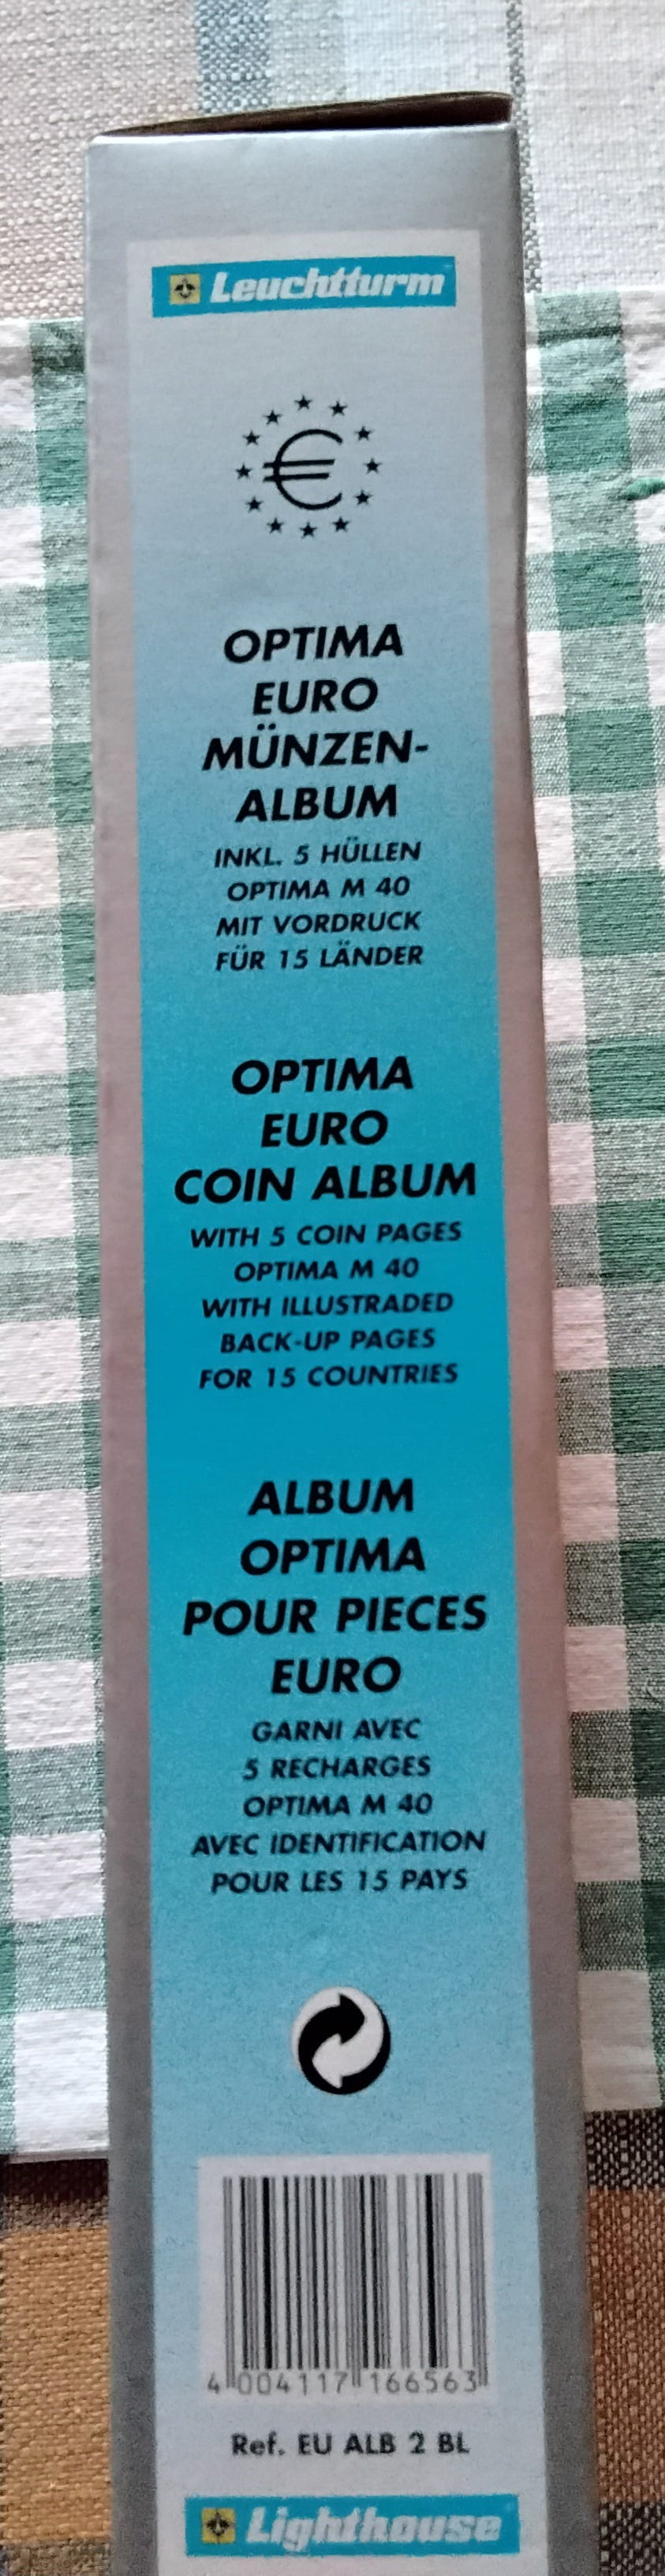 Leuchtturm
€
OPTIMA
EURO
MÜNZEN-
ALBUM
INKL. 5 HÜLLEN
OPTIMA M 40
MIT VORDRUCK
FÜR 15 LÄNDER
OPTIMA
EURO
COIN ALBUM
WITH 5 COIN PAGES
OPTIMA M 40
WITH ILLUSTRADED
BACK-UP PAGES
FOR 15 COUNTRIES
ALBUM
OPTIMA
POUR PIECES
EURO
GARNI AVEC
5 RECHARGES
OPTIMA M 40
AVEC IDENTIFICATION
POUR LES 15 PAYS
4 004117 166563
Ref. EU ALB 2 BL
Lighthouse